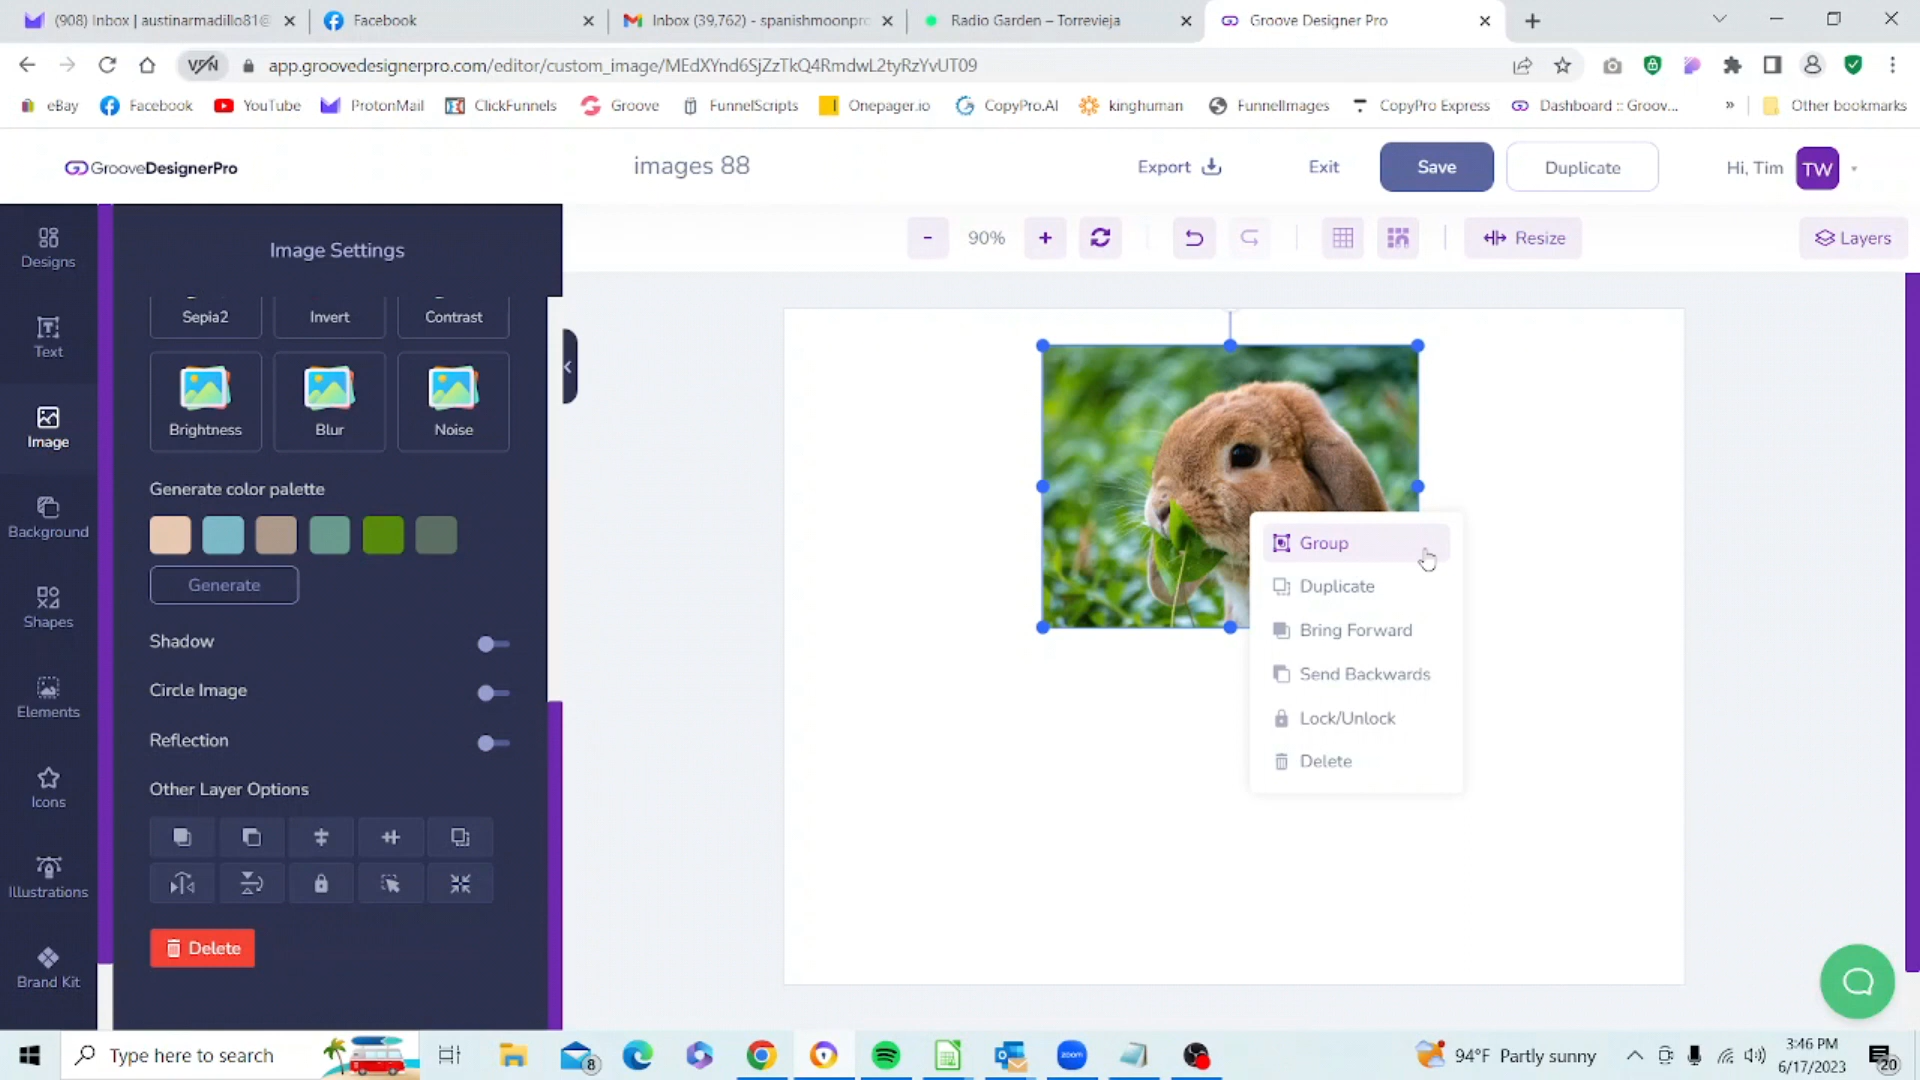 (908) Inbox | austinarmadillo81@
Facebook
Inbox (39,762) - spanishmoonpro
Radio Garden – Torrevieja
Groove Designer Pro
VPN
app.groovedesignerpro.com/editor/custom_image/MEdXYnd6SjZzTkQ4RmdwL2tyRzYvUT09
eBay
Facebook
YouTube
ProtonMail
ClickFunnels
Groove
FunnelScripts
Onepager.io
CopyPro.AI
kinghuman
FunnelImages
CopyPro Express
Dashboard :: Groov...
»
Other bookmarks
GrooveDesignerPro
images 88
Export
Exit
Save
Duplicate
Hi, Tim
TW
- 90% +
Resize
Layers
Designs
Text
Image
Background
Shapes
Elements
Icons
Illustrations
Brand Kit
Image Settings
Sepia2
Invert
Contrast
Brightness
Blur
Noise
Generate color palette
Generate
Shadow
Circle Image
Reflection
Other Layer Options
Delete
Group
Duplicate
Bring Forward
Send Backwards
Lock/Unlock
Delete
Type here to search
8
zoom
94°F Partly sunny
3:46 PM
6/17/2023
20